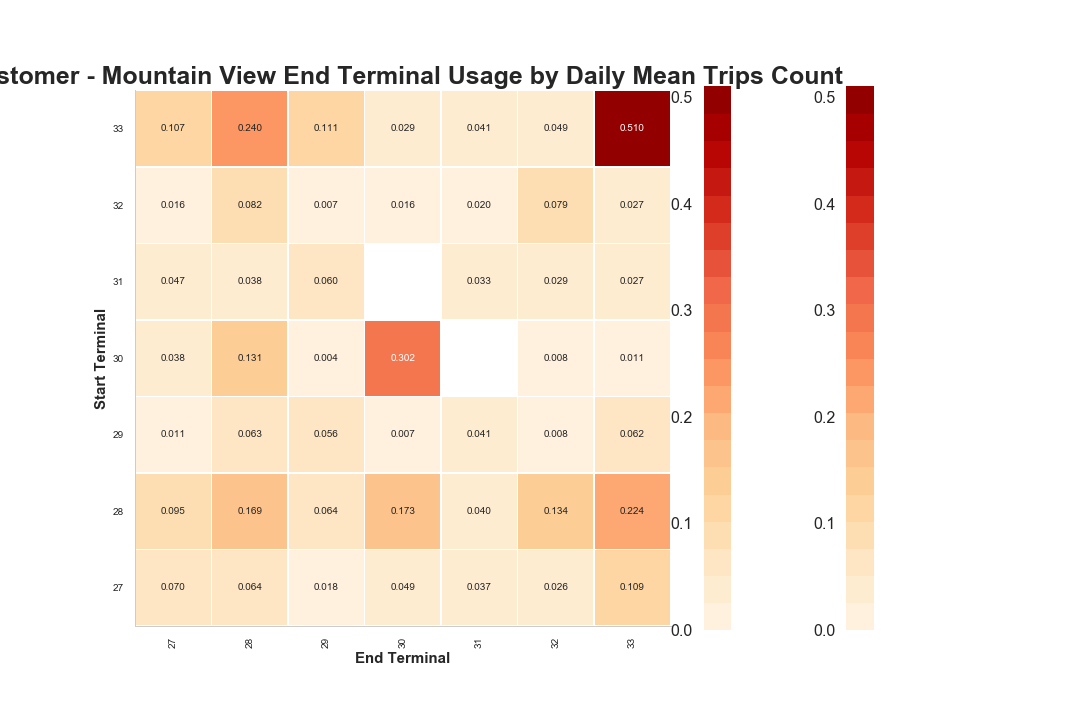 stomer - Mountain View End Terminal Usage by Daily Mean Trips Count
33 0.107 0.240 0.111 0.029 0.041 0.049 0.510
32 0.016 0.082 0.007 0.016 0.020 0.079 0.027
31 0.047 0.038 0.060 0.033 0.029 0.027
30 0.038 0.131 0.004 0.302 0.008 0.011
29 0.011 0.063 0.056 0.007 0.041 0.008 0.062
28 0.095 0.169 0.064 0.173 0.040 0.134 0.224
27 0.070 0.064 0.018 0.049 0.037 0.026 0.109
Start Terminal
27 28 29 30 31 32 33
End Terminal
0.5
0.4
0.3
0.2
0.1
0.0
0.5
0.4
0.3
0.2
0.1
0.0